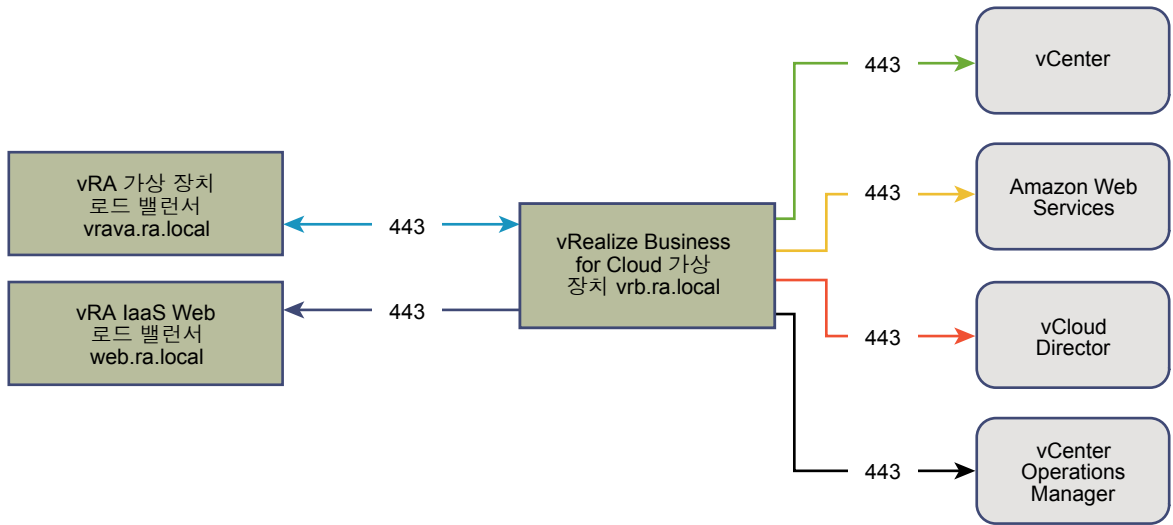 443
vCenter
vRA 가상 장치
로드 밸런서
vrava.ra.local
443
443
Amazon Web
Services
vRealize Business
for Cloud 가상
장치 vrb.ra.local
vRA IaaS Web
로드 밸런서
web.ra.local
443
443
vCloud
Director
443
vCenter
Operations
Manager